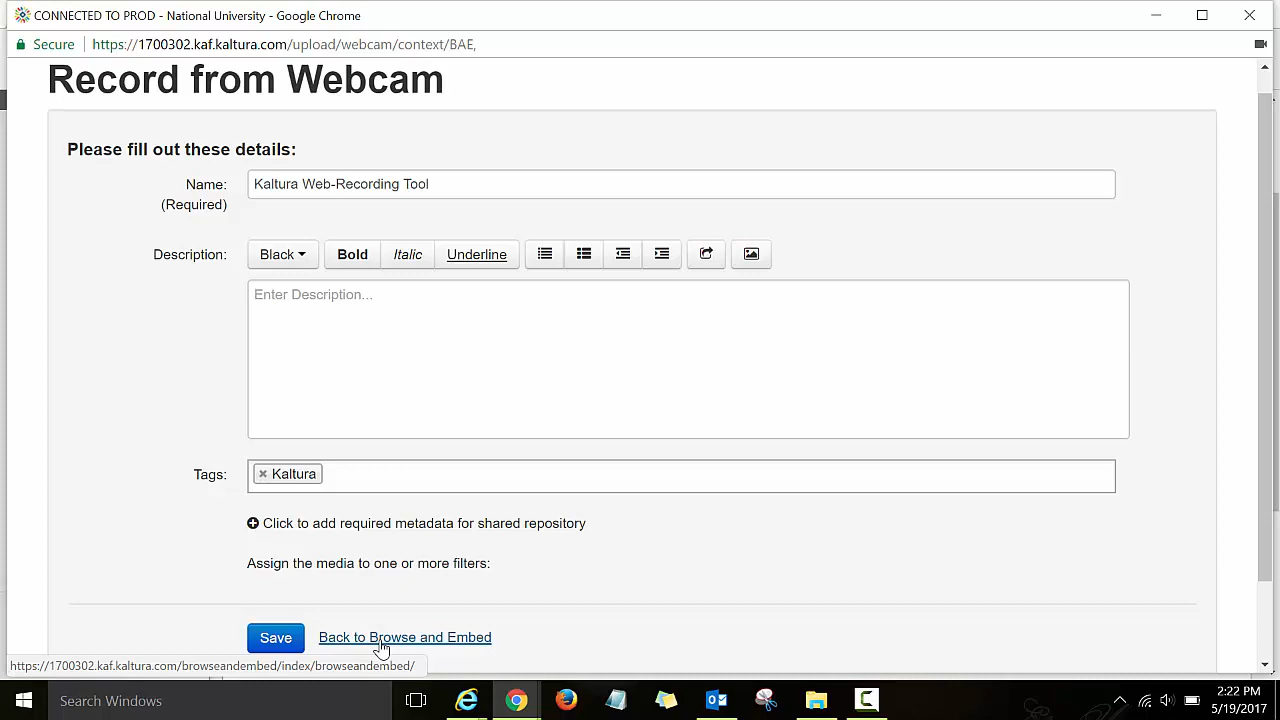 CONNECTED TO PROD - National University - Google Chrome
Secure https://1700302.kaf.kaltura.com/upload/webcam/context/BAE,
Record from Webcam
Please fill out these details:
Name: Kaltura Web-Recording Tool
(Required)
Description: Black Bold Italic Underline
Enter Description...
Tags: × Kaltura
Click to add required metadata for shared repository
Assign the media to one or more filters:
Save Back to Browse and Embed
https://1700302.kaf.kaltura.com/browseandembed/index/browseandembed/
Search Windows
2:22 PM
5/19/2017